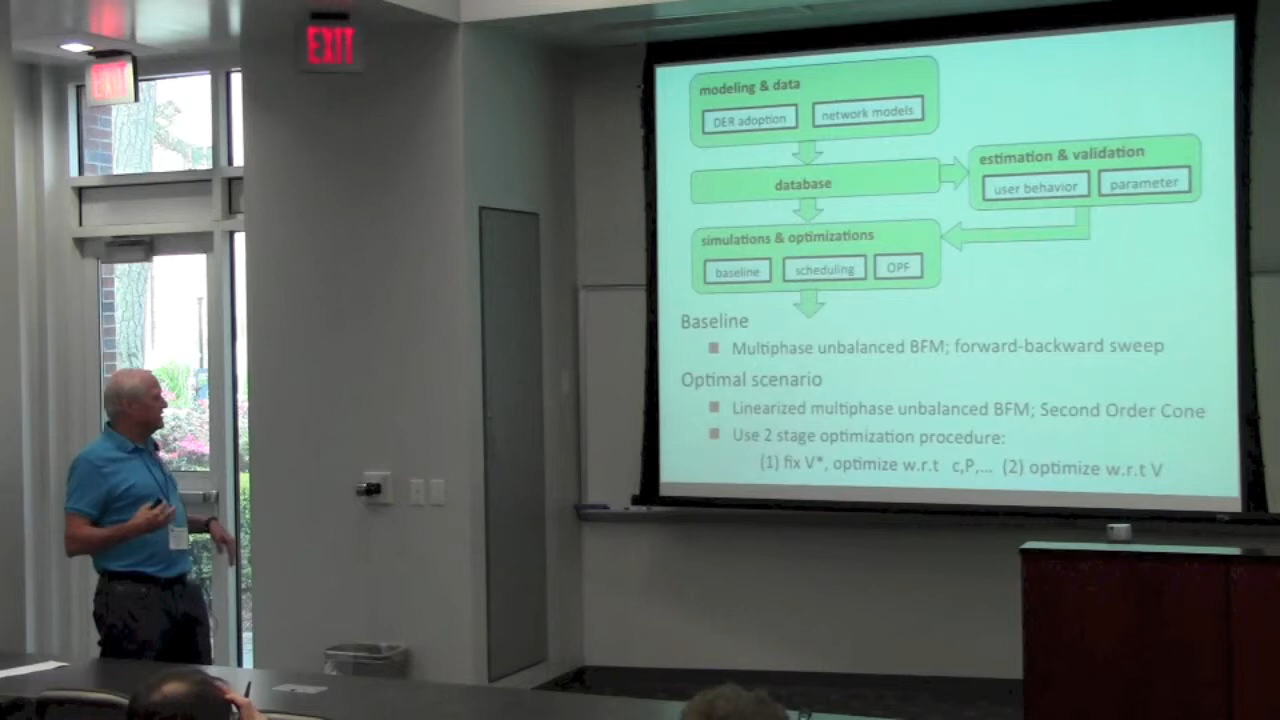 EXIT
EXIT
modeling & data
DER adoption
network models
database
estimation & validation
user behavior
parameter
simulations & optimizations
baseline
scheduling
OPF
Baseline
Multiphase unbalanced BFM; forward-backward sweep
Optimal scenario
Linearized multiphase unbalanced BFM; Second Order Cone
Use 2 stage optimization procedure:
(1) fix V*, optimize w.r.t c,P,... (2) optimize w.r.t V